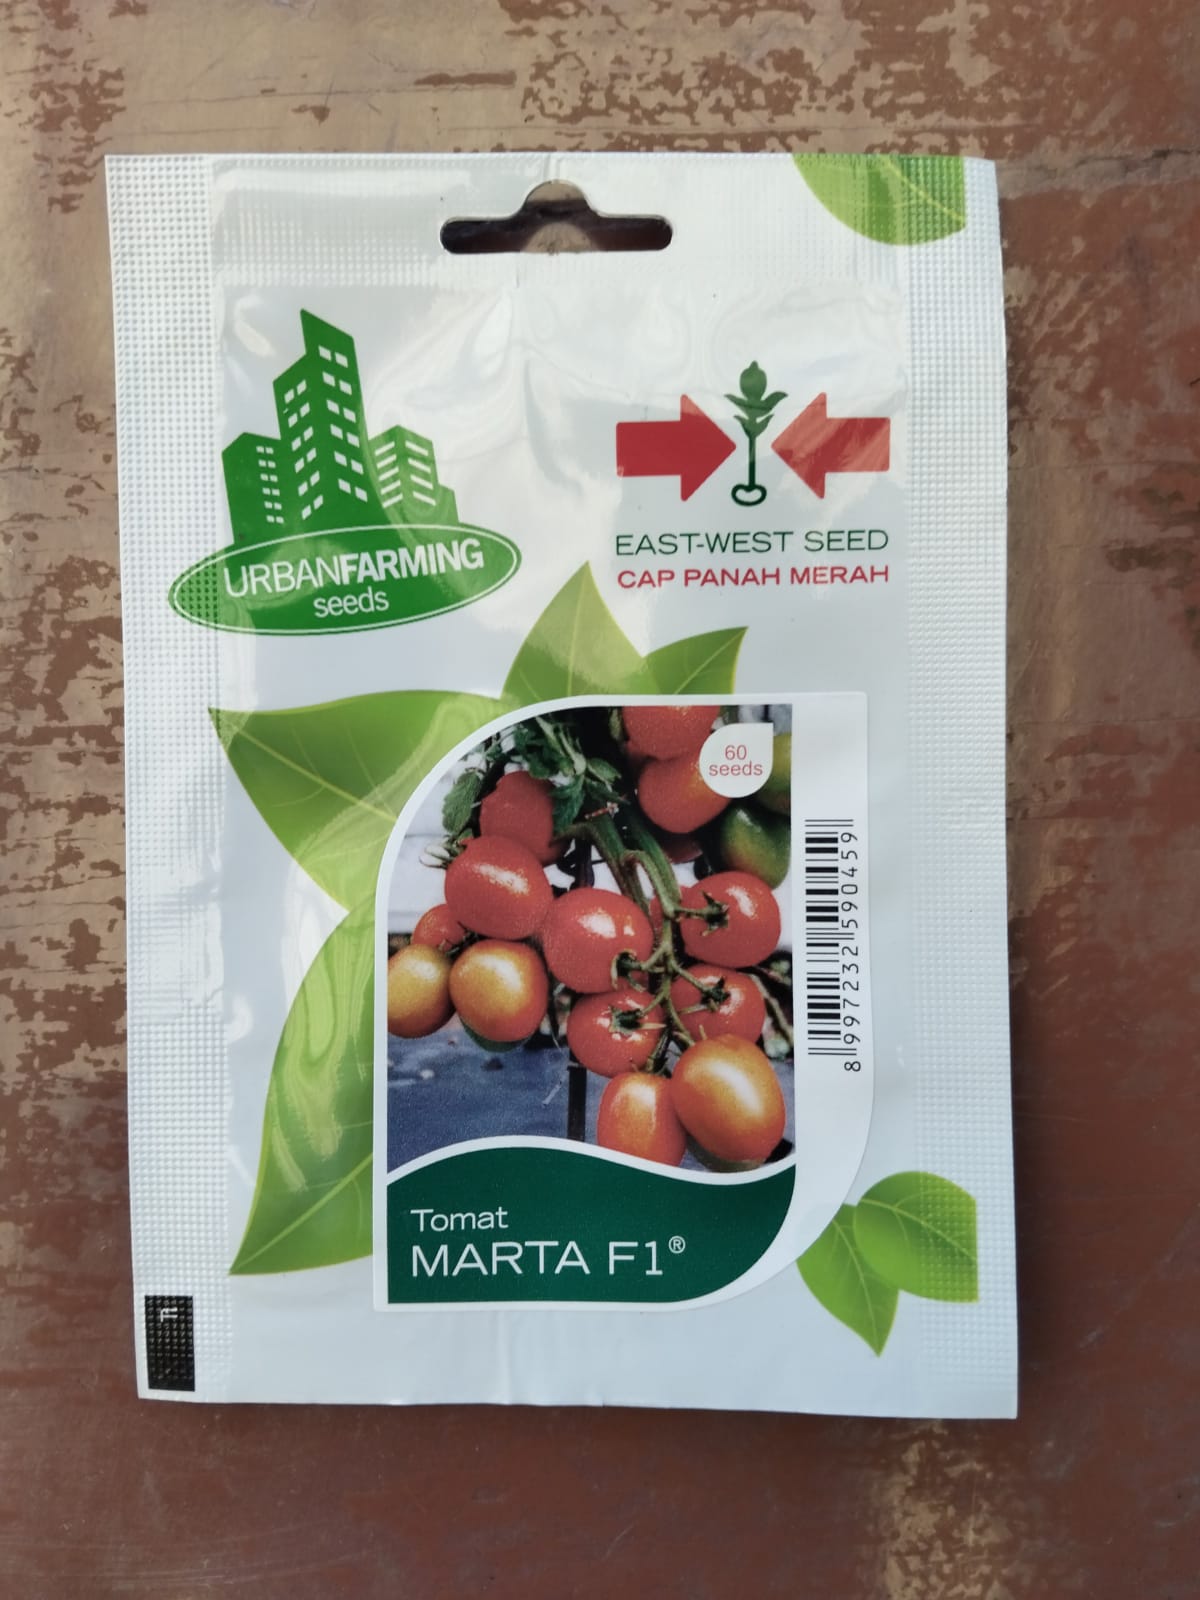 URBANFARMING
seeds
EAST-WEST SEED
CAP PANAH MERAH
60
seeds
8 997232 590459
Tomat
MARTA F1®